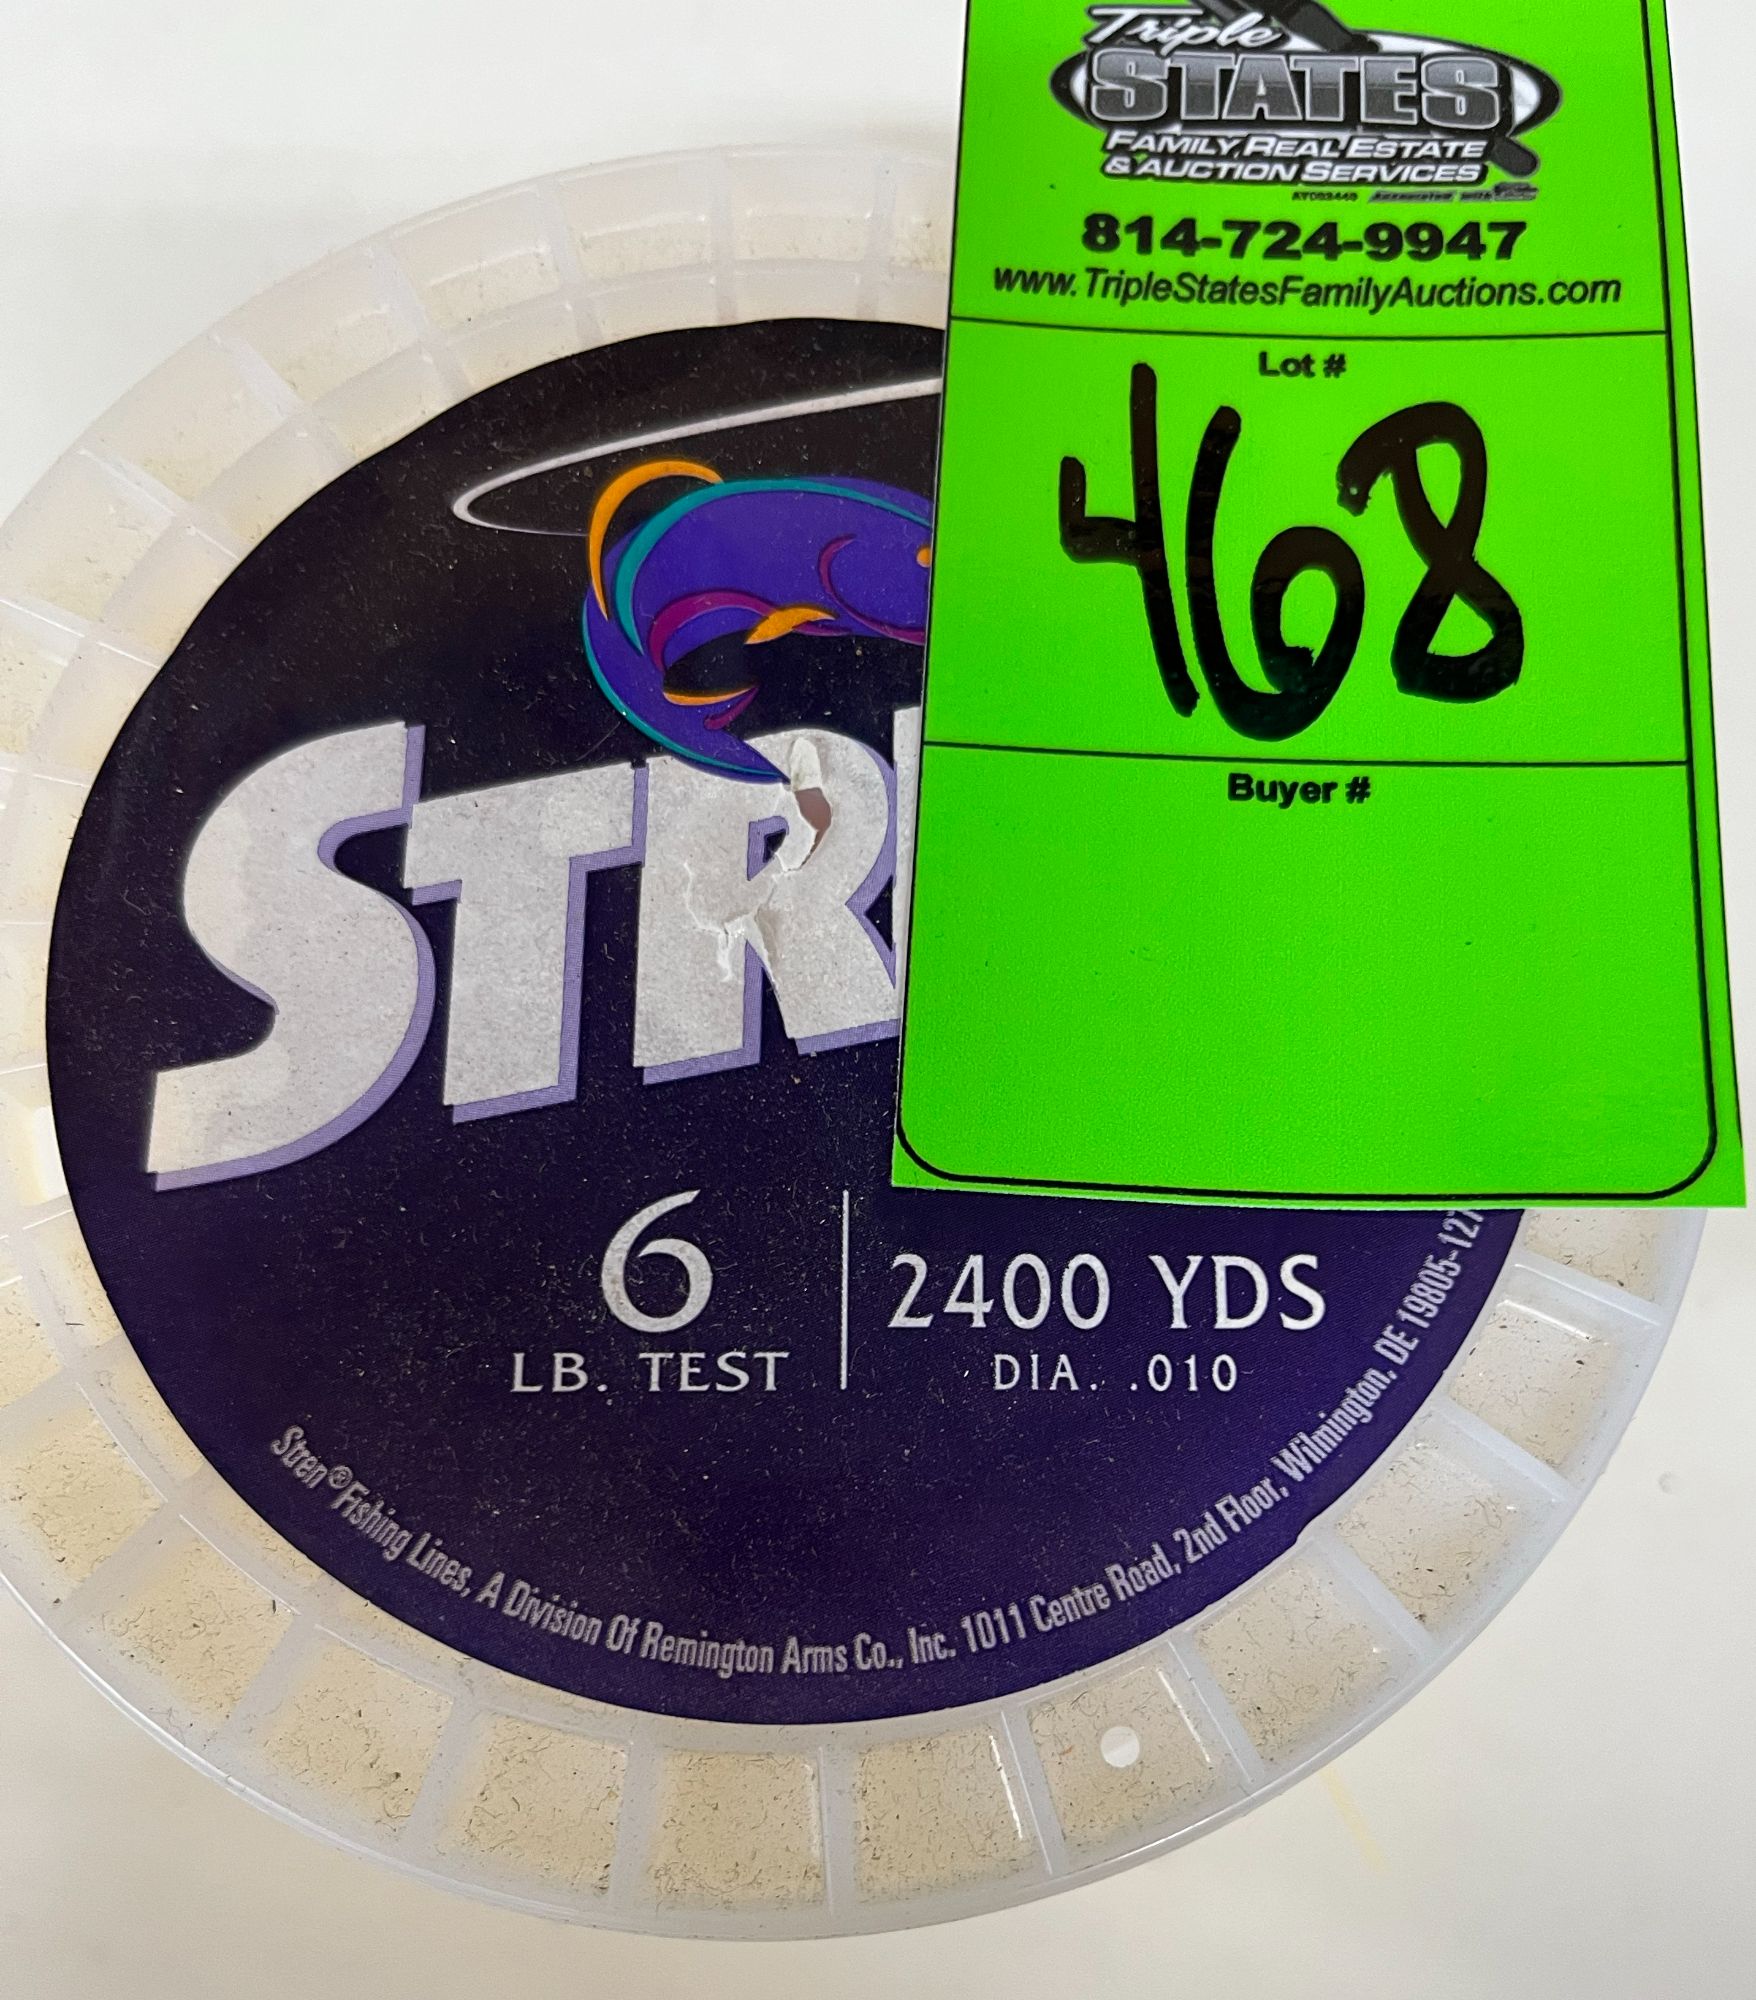 Triple
STATES
FAMILY, REAL ESTATE
& AUCTION SERVICES
814-724-9947
www.TripleStatesFamilyAuctions.com
Lot #
468
Buyer #
STR
6
LB. TEST
2400 YDS
DIA. .010
Stren® Fishing Lines, A Division Of Remington Arms Co., Inc. 1011 Centre Road, 2nd Floor, Wilmington, DE 19805-127